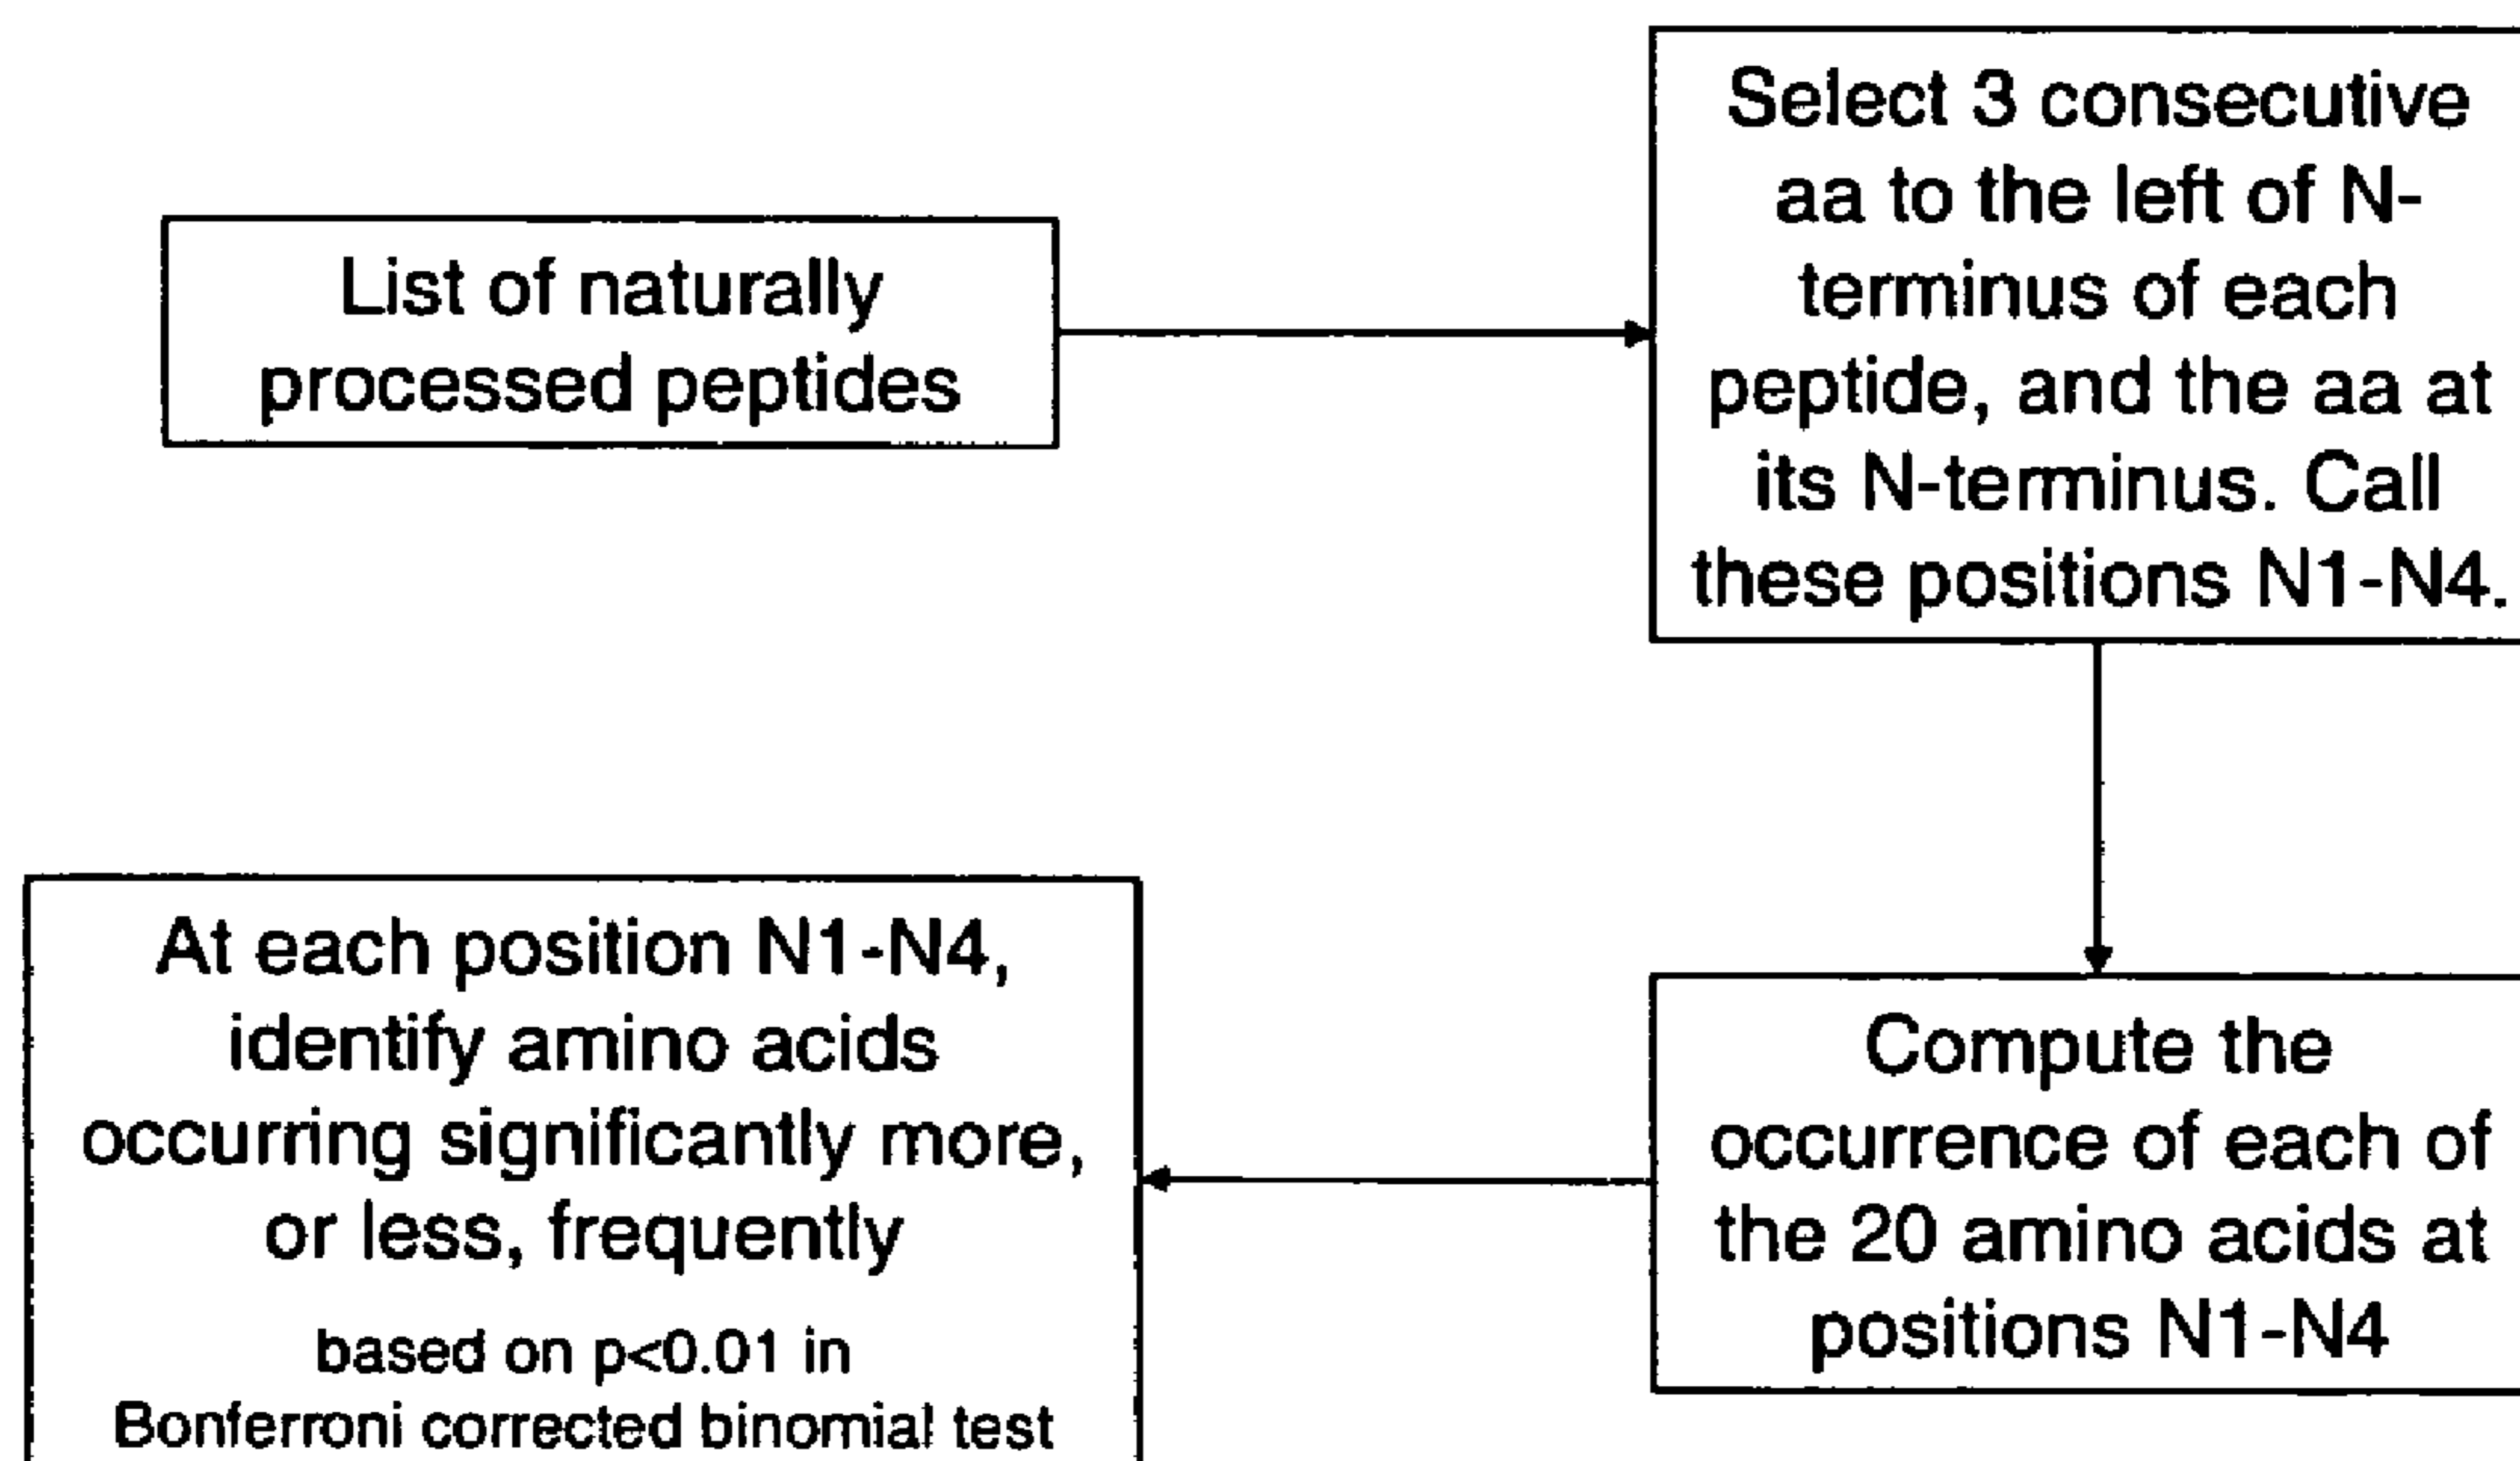 List of naturally
processed peptides
Select 3 consecutive
aa to the left of N-
terminus of each
peptide, and the aa at
its N-terminus. Call
these positions N1-N4.
Compute the
occurrence of each of
the 20 amino acids at
positions N1-N4
At each position N1-N4,
identify amino acids
occurring significantly more,
or less, frequently
based on p<0.01 in
Bonferroni corrected binomial test